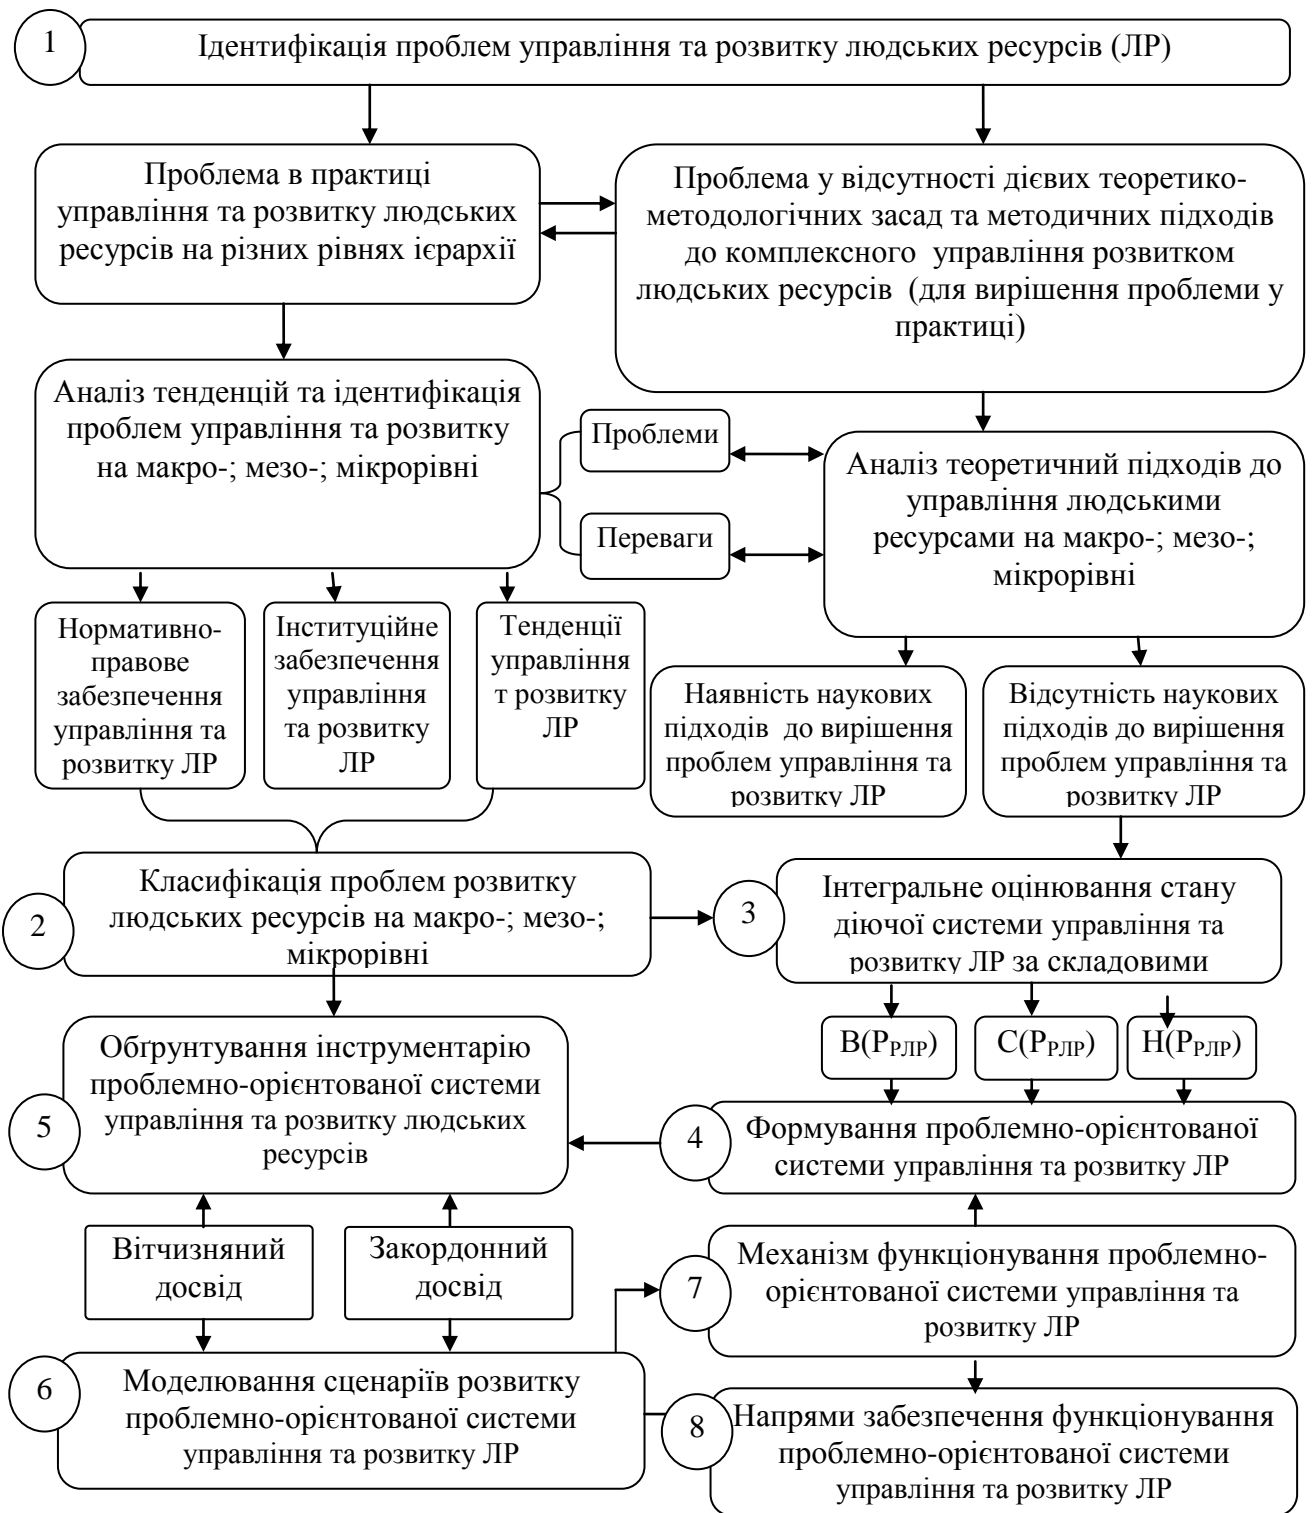 1
Ідентифікація проблем управління та розвитку людських ресурсів (ЛР)
Проблема в практиці
управління та розвитку людських
ресурсів на різних рівнях ієрархії
Проблема у відсутності дієвих теоретико-
методологічних засад та методичних підходів
до комплексного управління розвитком
людських ресурсів (для вирішення проблеми у
практиці)
Аналіз тенденцій та ідентифікація
проблем управління та розвитку
на макро-; мезо-; мікрорівні
Проблеми
Переваги
Аналіз теоретичний підходів до
управління людськими
ресурсами на макро-; мезо-;
мікрорівні
Нормативно-
правове
забезпечення
управління та
розвитку ЛР
Інституційне
забезпечення
управління
та розвитку
ЛР
Тенденції
управління
т розвитку
ЛР
Наявність наукових
підходів до вирішення
проблем управління та
розвитку ЛР
Відсутність наукових
підходів до вирішення
проблем управління та
розвитку ЛР
2
Класифікація проблем розвитку
людських ресурсів на макро-; мезо-;
мікрорівні
3
Інтегральне оцінювання стану
діючої системи управління та
розвитку ЛР за складовими
В(РРЛР)
С(РРЛР)
Н(РРЛР)
5
Обґрунтування інструментарію
проблемно-орієнтованої системи
управління та розвитку людських
ресурсів
4
Формування проблемно-орієнтованої
системи управління та розвитку ЛР
Вітчизняний
досвід
Закордонний
досвід
7
Механізм функціонування проблемно-
орієнтованої системи управління та
розвитку ЛР
6
Моделювання сценаріїв розвитку
проблемно-орієнтованої системи
управління та розвитку ЛР
8
Напрями забезпечення функціонування
проблемно-орієнтованої системи
управління та розвитку ЛР